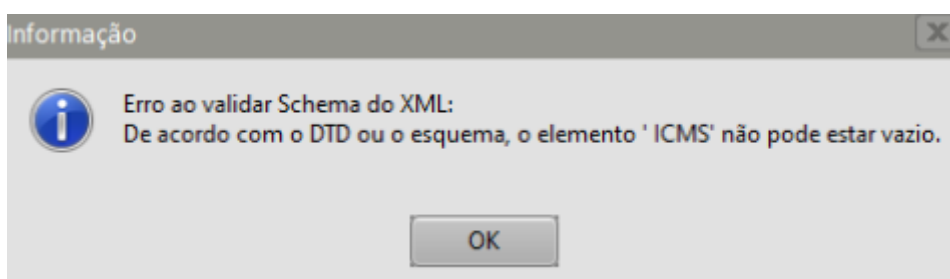 Informação
Erro ao validar Schema do XML:
De acordo com o DTD ou o esquema, o elemento ' ICMS' não pode estar vazio.
OK